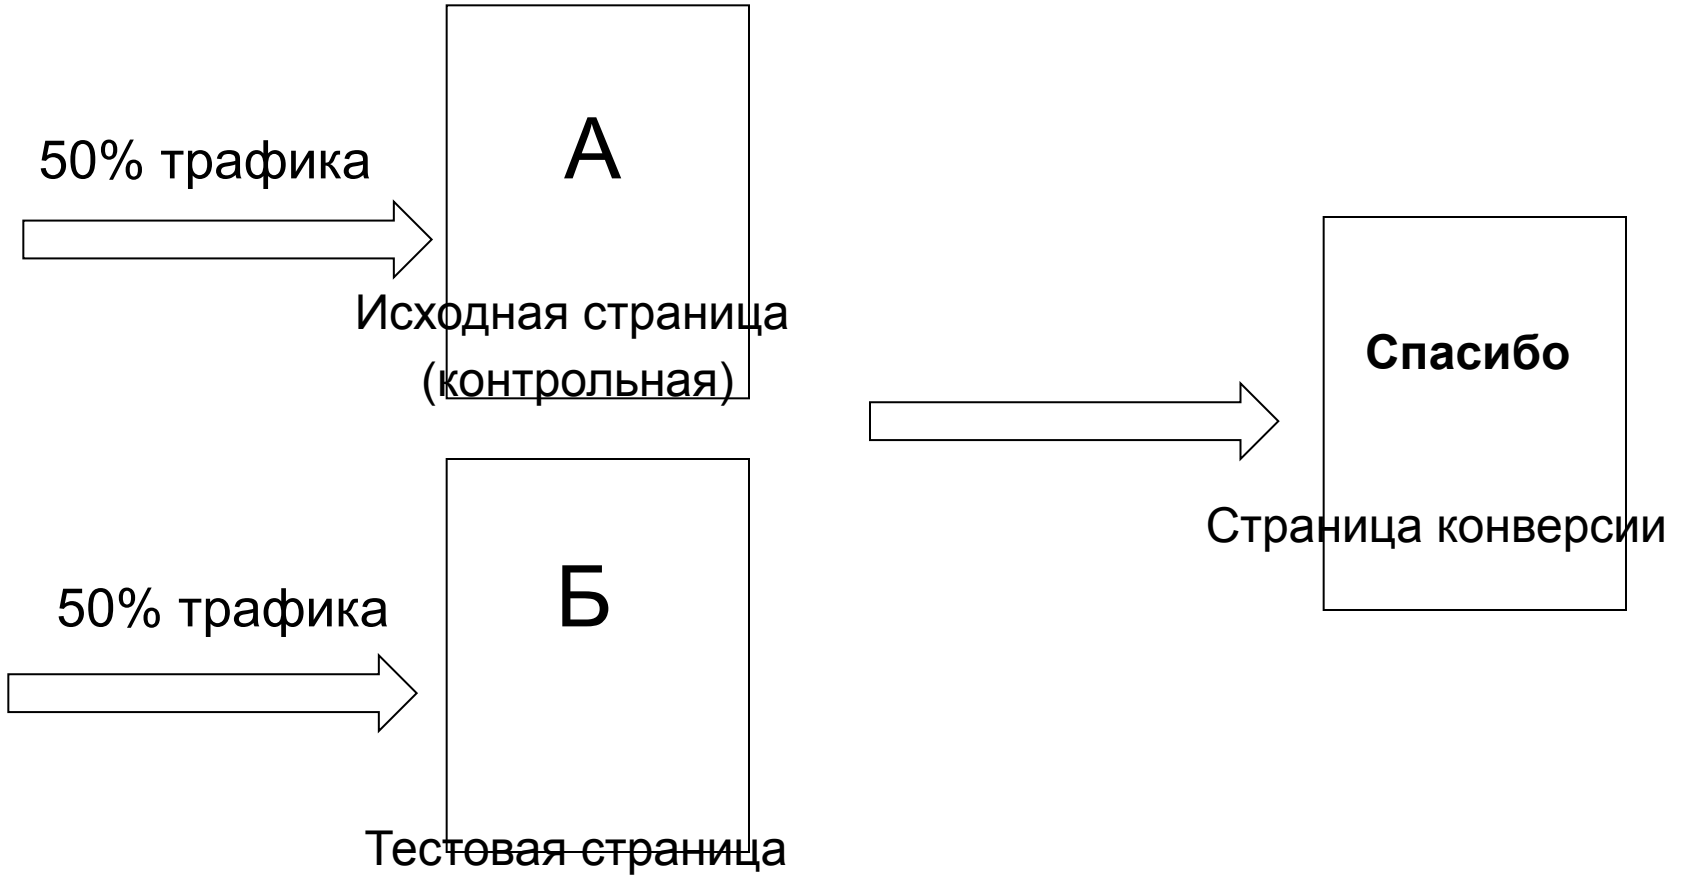 50% трафика
А
Исходная страница
(контрольная)
50% трафика
Б
Тестовая страница
Спасибо
Страница конверсии